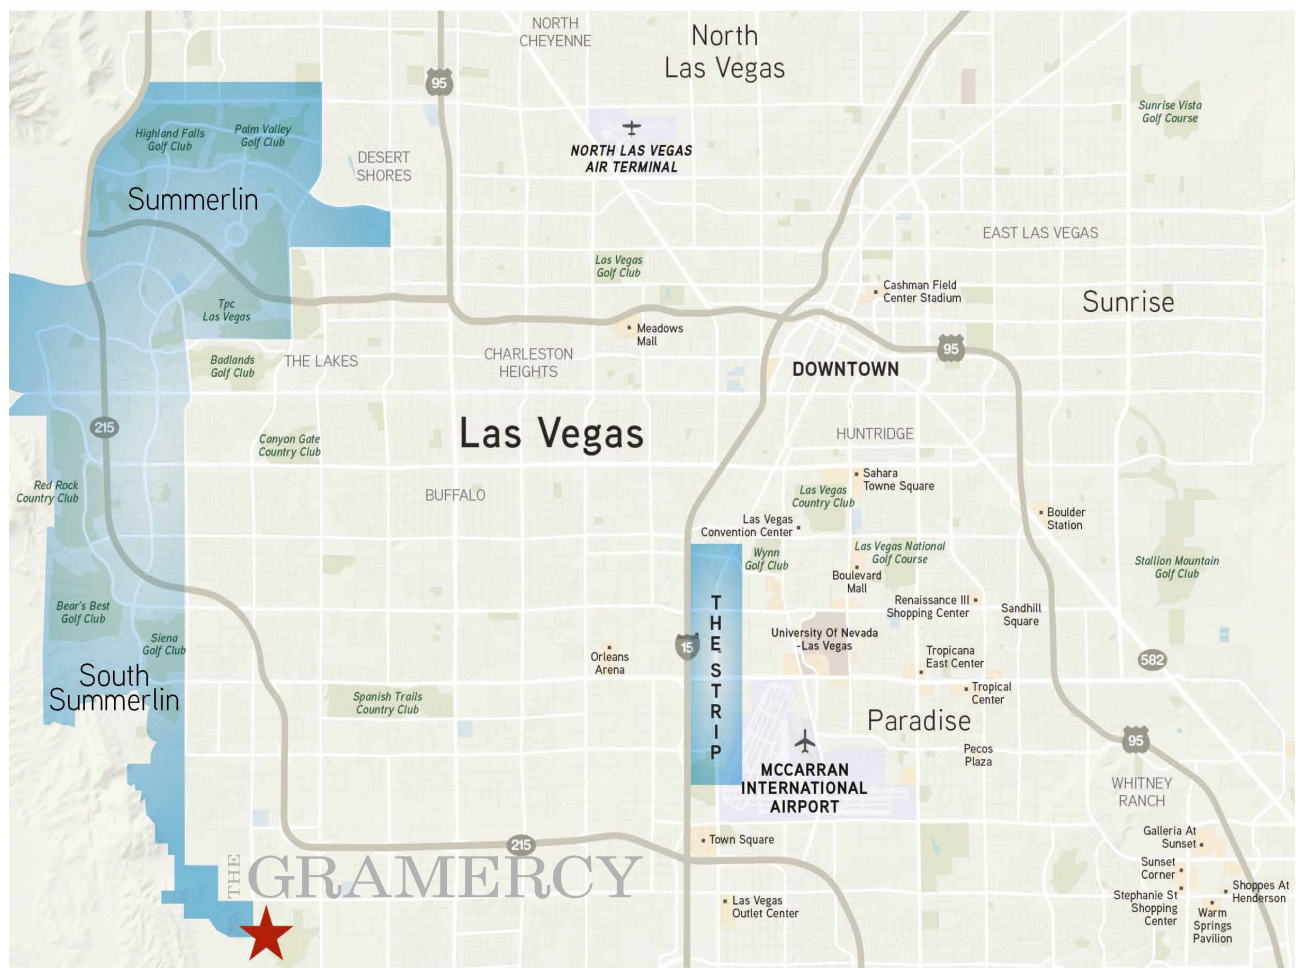 NORTH
CHEYENNE
North
Las Vegas
95
Sunrise Vista
Golf Course
Highland Falls
Golf Club
Palm Valley
Golf Club
DESERT
SHORES
NORTH LAS VEGAS
AIR TERMINAL
Summerlin
EAST LAS VEGAS
Las Vegas
Golf Club
Cashman Field
Center Stadium
Sunrise
Tpc
Las Vegas
Meadows
Mall
95
Badlands
Golf Club
THE LAKES
CHARLESTON
HEIGHTS
DOWNTOWN
215
Las Vegas
HUNTRIDGE
Canyon Gate
Country Club
Red Rock
Country Club
BUFFALO
Sahara
Towne Square
Las Vegas
Country Club
Las Vegas
Convention Center
Boulder
Station
Wynn
Golf Club
Las Vegas National
Golf Course
Boulevard
Mall
Stallion Mountain
Golf Club
Bear's Best
Golf Club
Renaissance III
Shopping Center
Sandhill
Square
THE STRIP
15
University Of Nevada
-Las Vegas
Siena
Golf Club
Orleans
Arena
Tropicana
East Center
582
South
Summerlin
Spanish Trails
Country Club
Tropical
Center
Paradise
95
Pecos
Plaza
MCCARRAN
INTERNATIONAL
AIRPORT
WHITNEY
RANCH
215
Town Square
Galleria At
Sunset
Sunset
Corner
THE
GRAMERCY
Stephanie St
Shopping
Center
Shoppes At
Henderson
Las Vegas
Outlet Center
Warm
Springs
Pavilion